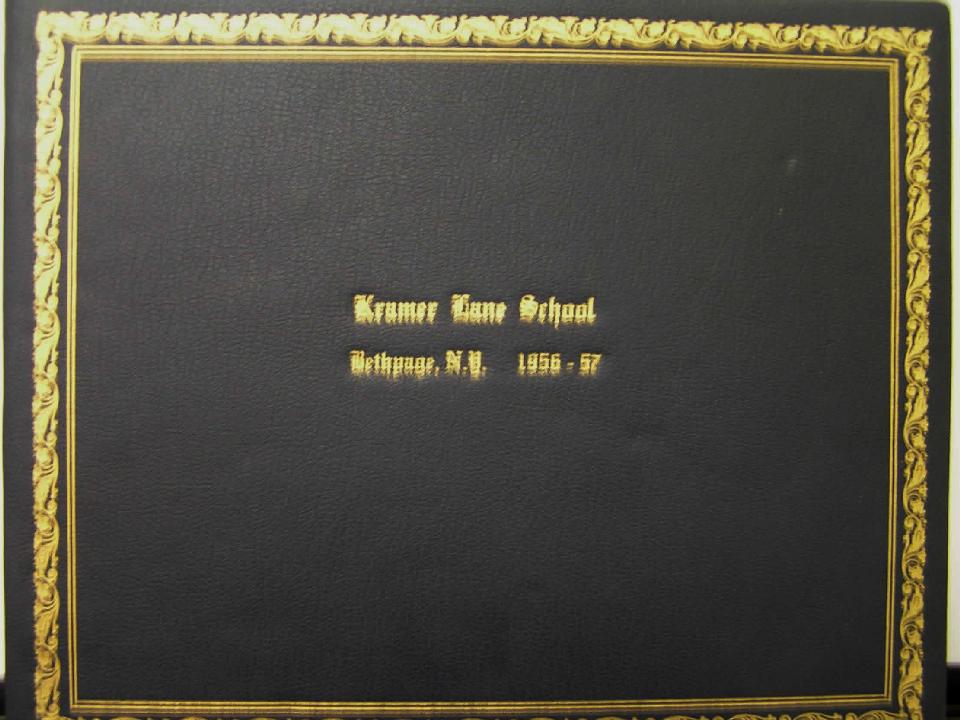 Kramer Lane School
Bethpage, N.Y. 1956 - 57